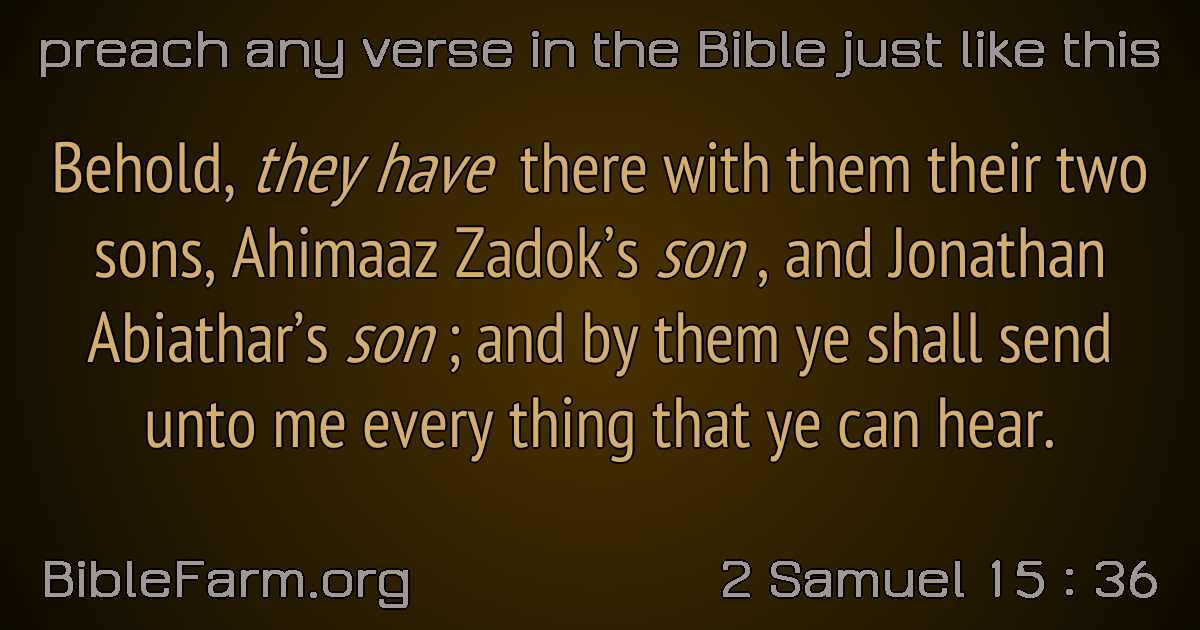 preach any verse in the Bible just like this
Behold, they have there with them their two
sons, Ahimaaz Zadok’s son , and Jonathan
Abiathar’s son ; and by them ye shall send
unto me every thing that ye can hear.
BibleFarm.org
2 Samuel 15 : 36